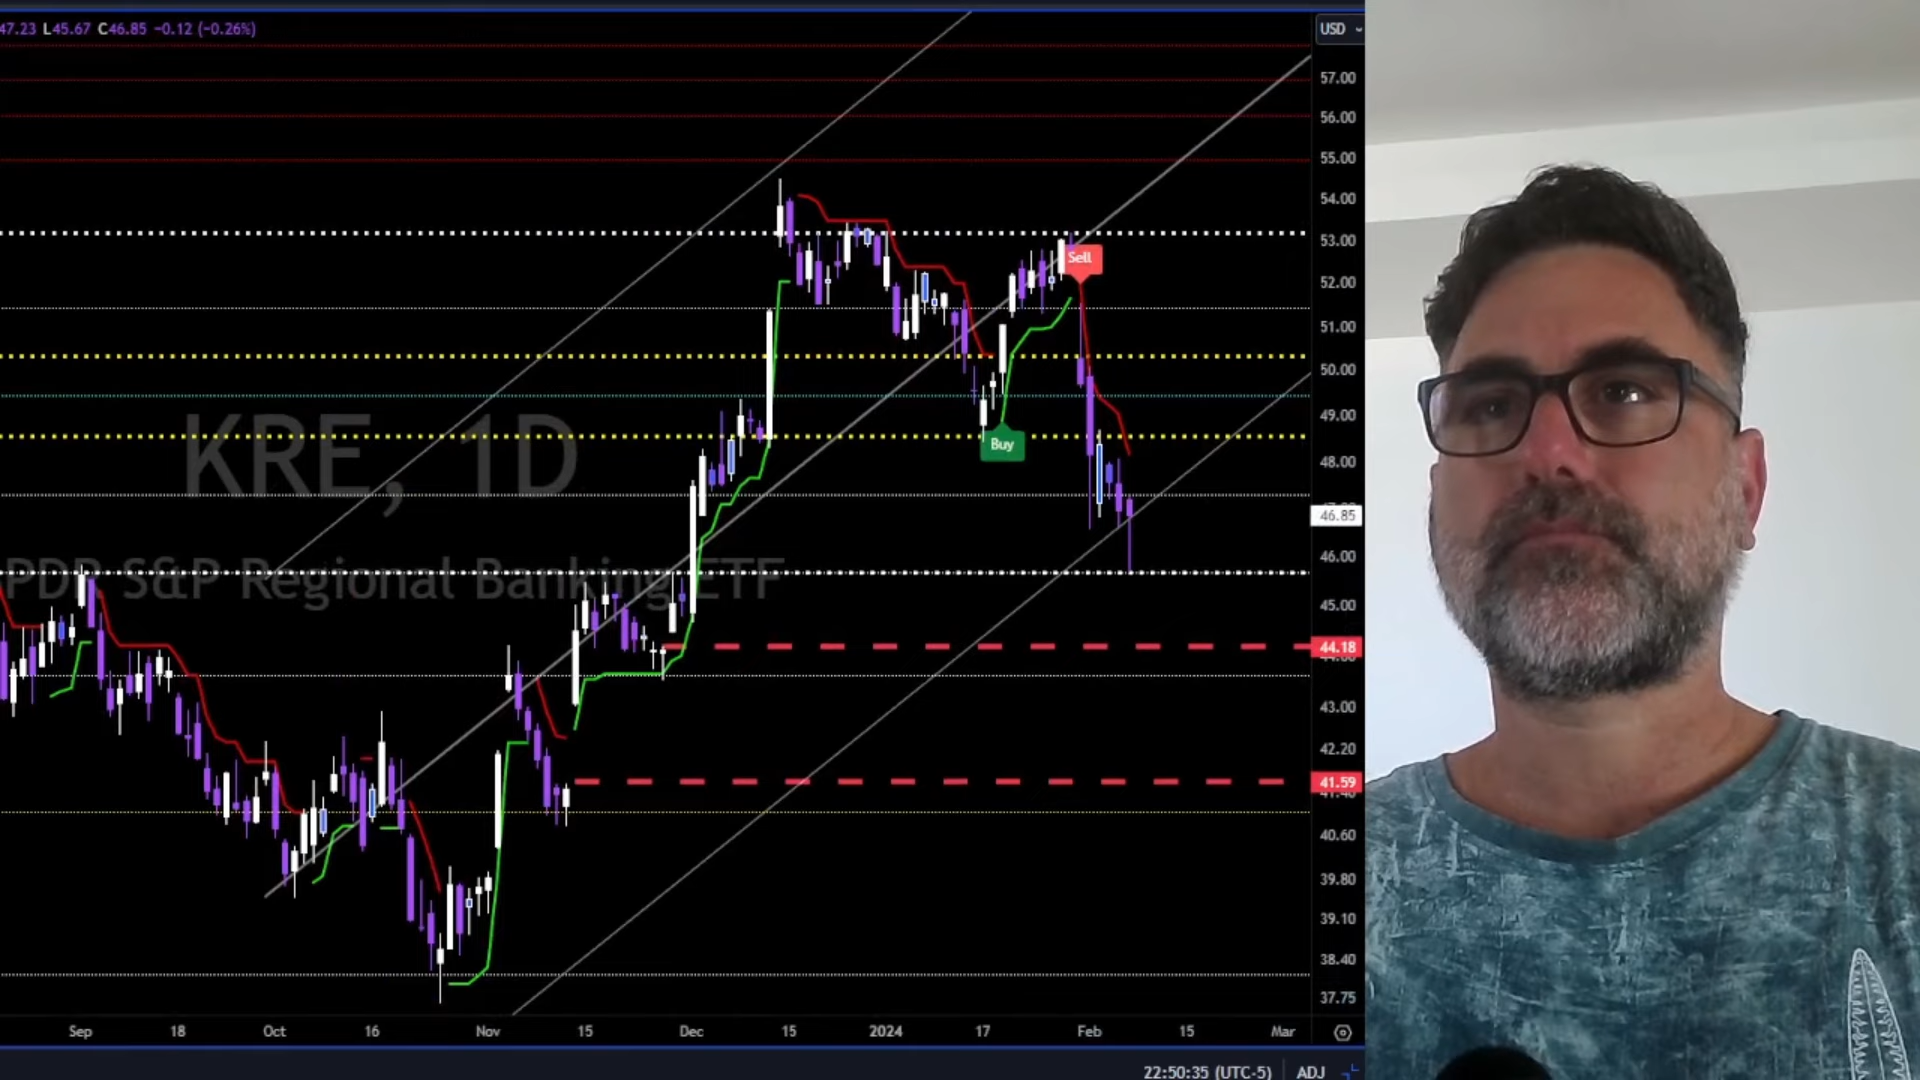 47.23 L45.67 C46.85 −0.12 (−0.26%)
USD
57.00
56.00
55.00
54.00
53.00
Sell
52.00
51.00
50.00
49.00
KRE, 1D
Buy
48.00
46.85
46.00
PDR S&P Regional Banking ETF
45.00
44.18
43.00
42.20
41.59
40.60
39.80
39.10
38.40
37.75
Sep 18 Oct 16 Nov 15 Dec 15 2024 17 Feb 15 Mar
22:50:35 (UTC-5) ADJ